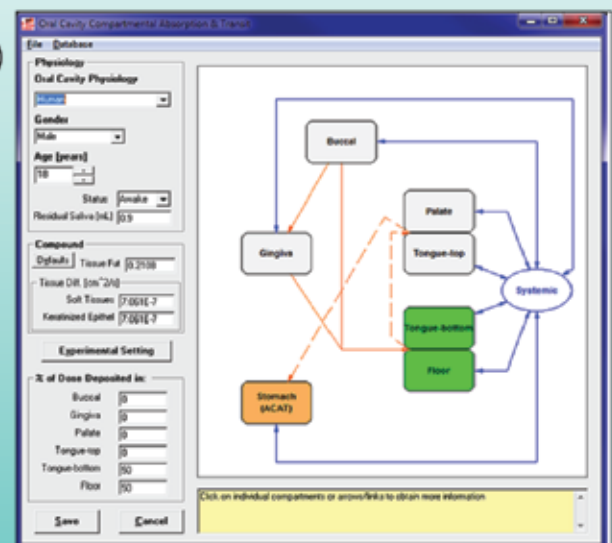 Oral Cavity Compartmental Absorption & Transit
File Database
Physiology
Oral Cavity Physiology
Human
Gender
Male
Age [years]
18
Status Awake
Residual Saliva [mL] 0.9
Compound
Defaults Tissue Fut 0.2108
Tissue Diff. [cm^2/s]
Soft Tissues 7.061E-7
Keratinized Epithel 7.061E-7
Experimental Setting
% of Dose Deposited in:
Buccal 0
Gingiva 0
Palate 0
Tongue-top 0
Tongue-bottom 50
Floor 50
Save Cancel
Buccal
Palate
Gingiva
Tongue-top
Systemic
Tongue-bottom
Floor
Stomach
(ACAT)
Click on individual compartments or arrows/links to obtain more information